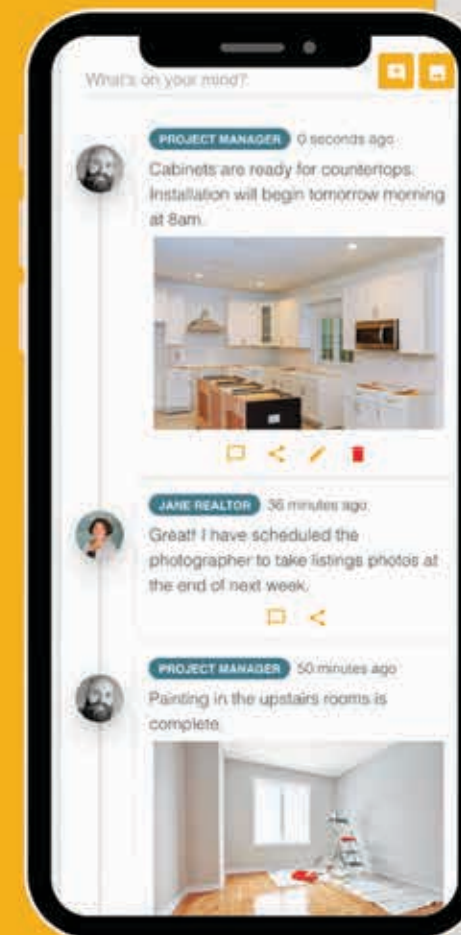 What's on your mind?
PROJECT MANAGER 0 seconds ago
Cabinets are ready for countertops.
Installation will begin tomorrow morning
at 8am.
JANE REALTOR 36 minutes ago
Great! I have scheduled the
photographer to take listings photos at
the end of next week.
PROJECT MANAGER 50 minutes ago
Painting in the upstairs rooms is
complete.